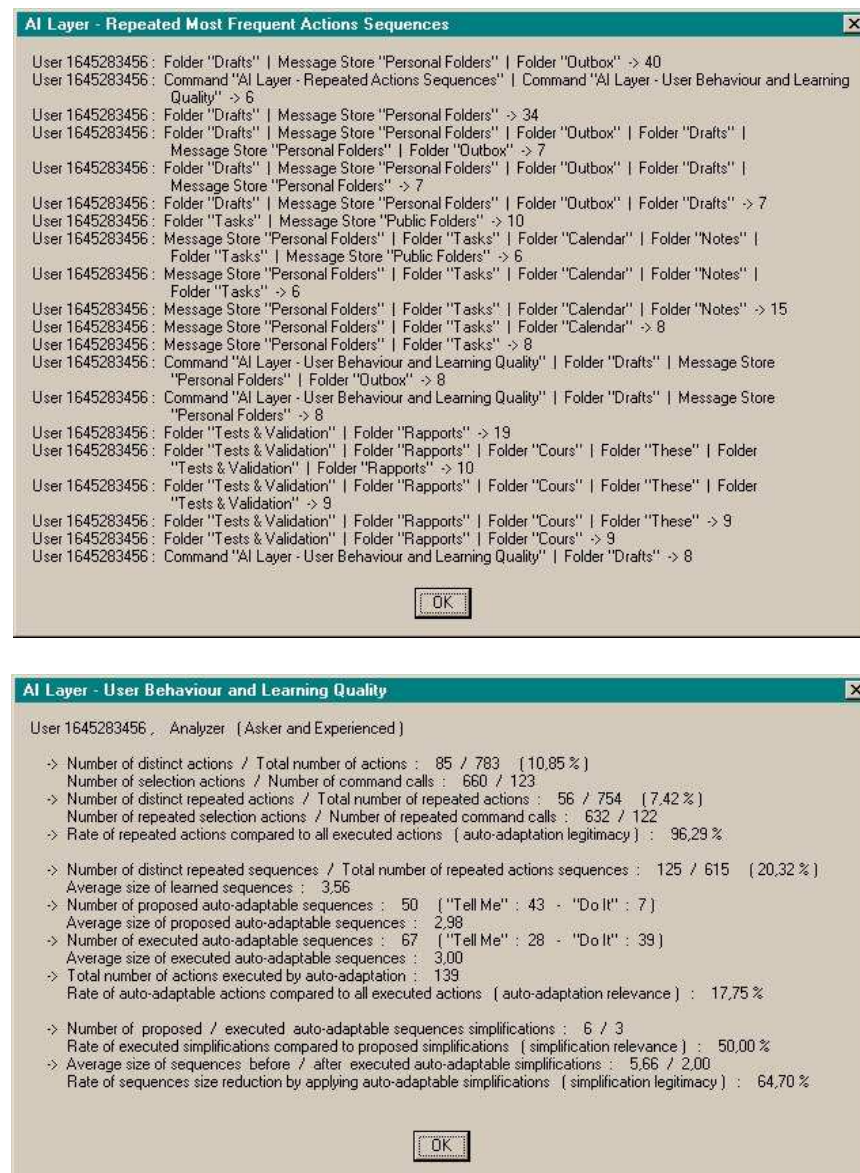 AI Layer - Repeated Most Frequent Actions Sequences
User 1645283456 : Folder "Drafts" | Message Store "Personal Folders" | Folder "Outbox" -> 40
User 1645283456 : Command "AI Layer - Repeated Actions Sequences" | Command "AI Layer - User Behaviour and Learning
Quality" -> 6
User 1645283456 : Folder "Drafts" | Message Store "Personal Folders" -> 34
User 1645283456 : Folder "Drafts" | Message Store "Personal Folders" | Folder "Outbox" | Folder "Drafts" |
Message Store "Personal Folders" | Folder "Outbox" -> 7
User 1645283456 : Folder "Drafts" | Message Store "Personal Folders" | Folder "Outbox" | Folder "Drafts" |
Message Store "Personal Folders" -> 7
User 1645283456 : Folder "Drafts" | Message Store "Personal Folders" | Folder "Outbox" | Folder "Drafts" -> 7
User 1645283456 : Folder "Tasks" | Message Store "Public Folders" -> 10
User 1645283456 : Message Store "Personal Folders" | Folder "Tasks" | Folder "Calendar" | Folder "Notes" |
Folder "Tasks" | Message Store "Public Folders" -> 6
User 1645283456 : Message Store "Personal Folders" | Folder "Tasks" | Folder "Calendar" | Folder "Notes" |
Folder "Tasks" -> 6
User 1645283456 : Message Store "Personal Folders" | Folder "Tasks" | Folder "Calendar" | Folder "Notes" -> 15
User 1645283456 : Message Store "Personal Folders" | Folder "Tasks" | Folder "Calendar" -> 8
User 1645283456 : Message Store "Personal Folders" | Folder "Tasks" -> 8
User 1645283456 : Command "AI Layer - User Behaviour and Learning Quality" | Folder "Drafts" | Message Store
"Personal Folders" | Folder "Outbox" -> 8
User 1645283456 : Command "AI Layer - User Behaviour and Learning Quality" | Folder "Drafts" | Message Store
"Personal Folders" -> 8
User 1645283456 : Folder "Tests & Validation" | Folder "Rapports" -> 19
User 1645283456 : Folder "Tests & Validation" | Folder "Rapports" | Folder "Cours" | Folder "These" | Folder
"Tests & Validation" | Folder "Rapports" -> 10
User 1645283456 : Folder "Tests & Validation" | Folder "Rapports" | Folder "Cours" | Folder "These" | Folder
"Tests & Validation" -> 9
User 1645283456 : Folder "Tests & Validation" | Folder "Rapports" | Folder "Cours" | Folder "These" -> 9
User 1645283456 : Folder "Tests & Validation" | Folder "Rapports" | Folder "Cours" -> 9
User 1645283456 : Command "AI Layer - User Behaviour and Learning Quality" | Folder "Drafts" -> 8
OK
AI Layer - User Behaviour and Learning Quality
User 1645283456 , Analyzer ( Asker and Experienced )
-> Number of distinct actions / Total number of actions : 85 / 783 ( 10,85 % )
Number of selection actions / Number of command calls : 660 / 123
-> Number of distinct repeated actions / Total number of repeated actions : 56 / 754 ( 7,42 % )
Number of repeated selection actions / Number of repeated command calls : 632 / 122
-> Rate of repeated actions compared to all executed actions ( auto-adaptation legitimacy ) : 96,29 %
-> Number of distinct repeated sequences / Total number of repeated actions sequences : 125 / 615 ( 20,32 % )
Average size of learned sequences : 3,56
-> Number of proposed auto-adaptable sequences : 50 ( "Tell Me" : 43 - "Do It" : 7 )
Average size of proposed auto-adaptable sequences : 2,98
-> Number of executed auto-adaptable sequences : 67 ( "Tell Me" : 28 - "Do It" : 39 )
Average size of executed auto-adaptable sequences : 3,00
-> Total number of actions executed by auto-adaptation : 139
Rate of auto-adaptable actions compared to all executed actions ( auto-adaptation relevance ) : 17,75 %
-> Number of proposed / executed auto-adaptable sequences simplifications : 6 / 3
Rate of executed simplifications compared to proposed simplifications ( simplification relevance ) : 50,00 %
-> Average size of sequences before / after executed auto-adaptable simplifications : 5,66 / 2,00
Rate of sequences size reduction by applying auto-adaptable simplifications ( simplification legitimacy ) : 64,70 %
OK